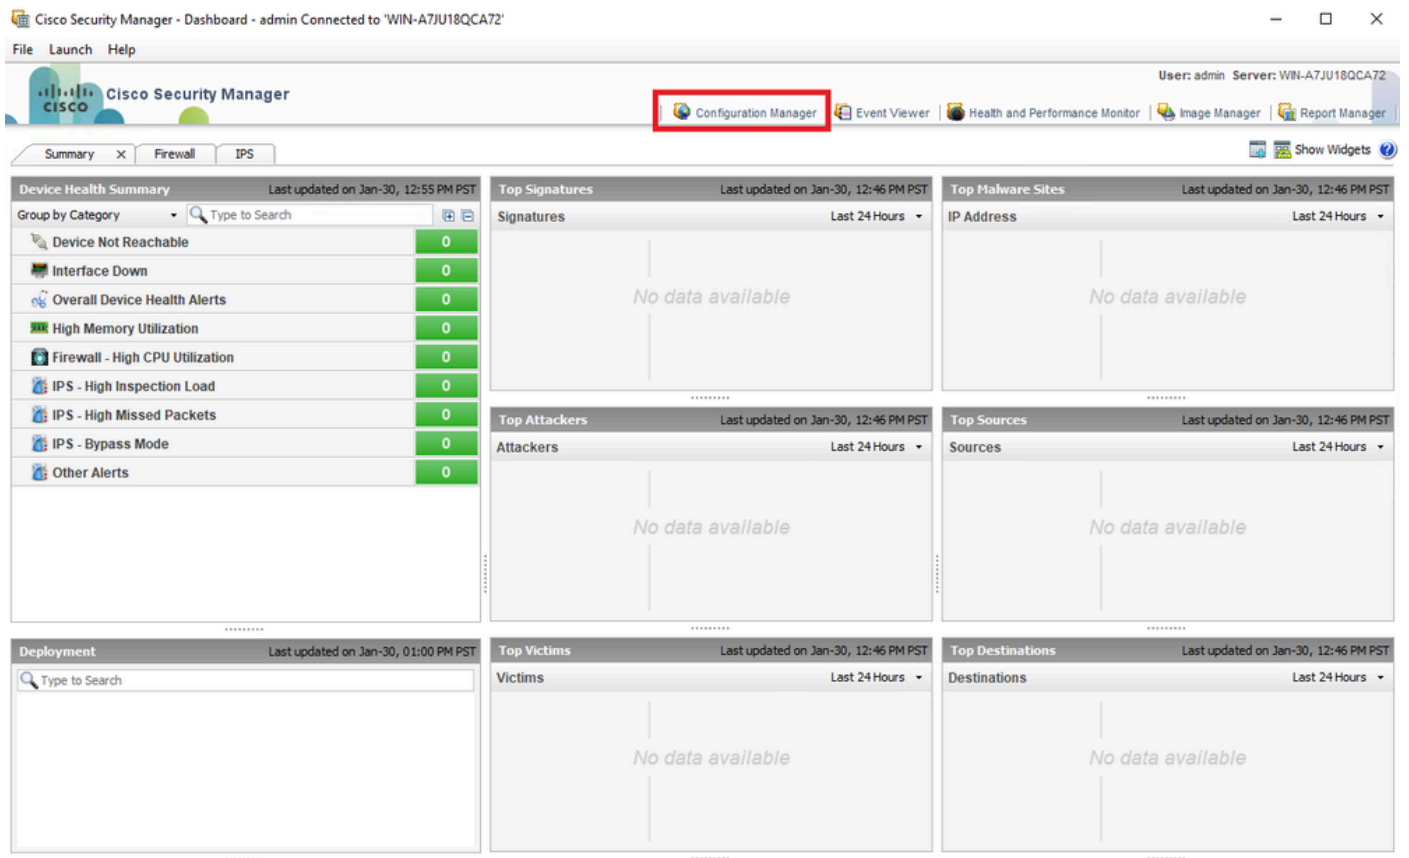 Cisco Security Manager - Dashboard - admin Connected to 'WIN-A7JU18QCA72'
File Launch Help
User: admin Server: WIN-A7JU18QCA72
CISCO Cisco Security Manager
Configuration Manager Event Viewer Health and Performance Monitor Image Manager Report Manager
Summary X Firewall IPS
Show Widgets ?
Device Health Summary Last updated on Jan-30, 12:55 PM PST
Group by Category Type to Search
Device Not Reachable 0
Interface Down 0
Overall Device Health Alerts 0
High Memory Utilization 0
Firewall - High CPU Utilization 0
IPS - High Inspection Load 0
IPS - High Missed Packets 0
IPS - Bypass Mode 0
Other Alerts 0
Deployment Last updated on Jan-30, 01:00 PM PST
Type to Search
Top Signatures Last updated on Jan-30, 12:46 PM PST
Signatures Last 24 Hours
No data available
Top Attackers Last updated on Jan-30, 12:46 PM PST
Attackers Last 24 Hours
No data available
Top Victims Last updated on Jan-30, 12:46 PM PST
Victims Last 24 Hours
No data available
Top Malware Sites Last updated on Jan-30, 12:46 PM PST
IP Address Last 24 Hours
No data available
Top Sources Last updated on Jan-30, 12:46 PM PST
Sources Last 24 Hours
No data available
Top Destinations Last updated on Jan-30, 12:46 PM PST
Destinations Last 24 Hours
No data available